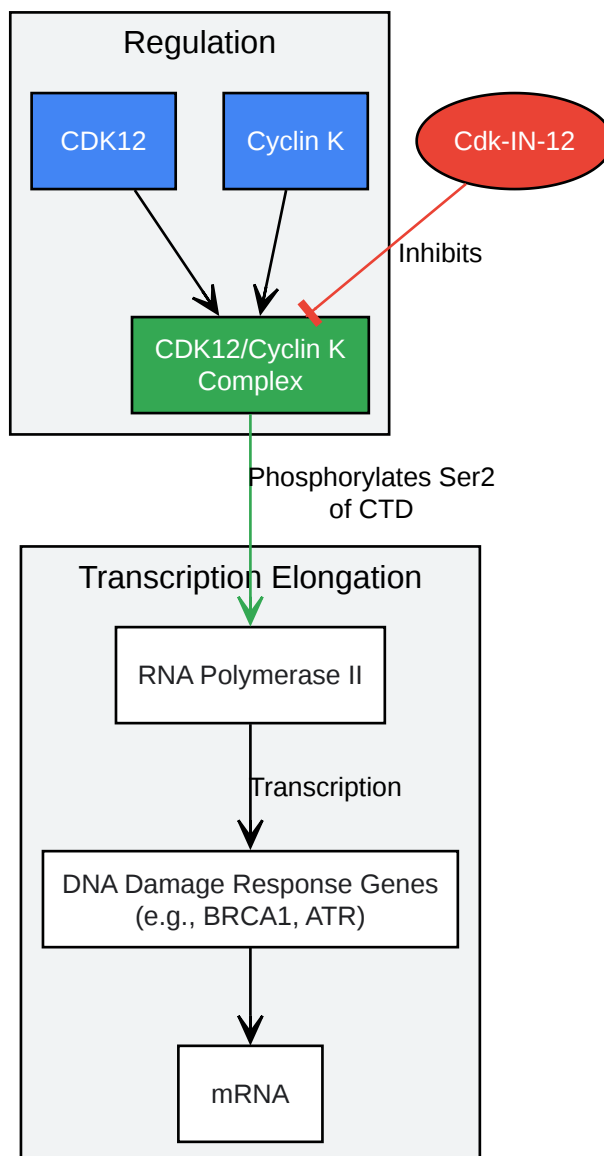 Regulation
CDK12
Cyclin K
Cdk-IN-12
Inhibits
CDK12/Cyclin K
Complex
Phosphorylates Ser2
of CTD
Transcription Elongation
RNA Polymerase II
Transcription
DNA Damage Response Genes
(e.g., BRCA1, ATR)
mRNA